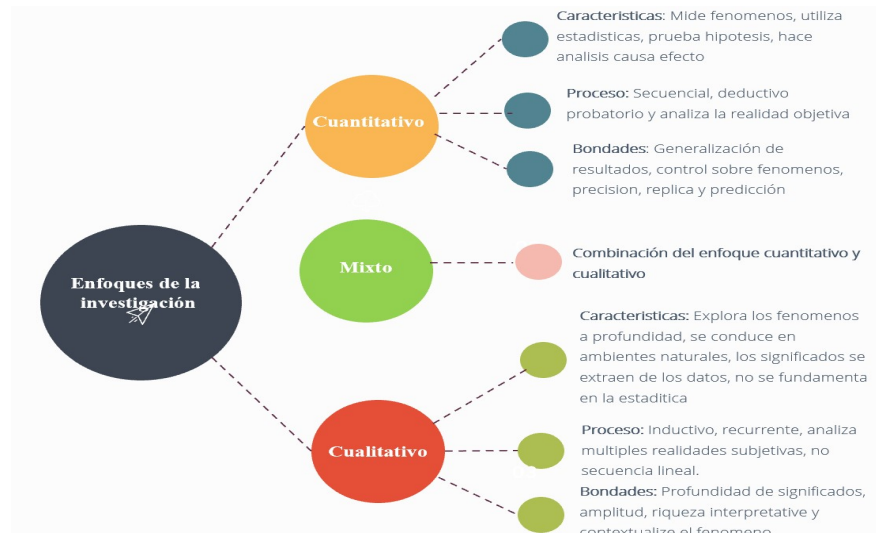 Caracteristicas: Mide fenomenos, utiliza
estadisticas, prueba hipotesis, hace
analisis causa efecto
Cuantitativo
Proceso: Secuencial, deductivo
probatorio y analiza la realidad objetiva
Bondades: Generalización de
resultados, control sobre fenomenos,
precision, replica y predicción
Enfoques de la
investigación
Mixto
Combinación del enfoque cuantitativo y
cualitativo
Caracteristicas: Explora los fenomenos
a profundidad, se conduce en
ambientes naturales, los significados se
extraen de los datos, no se fundamenta
en la estaditica
Cualitativo
Proceso: Inductivo, recurrente, analiza
multiples realidades subjetivas, no
secuencia lineal.
Bondades: Profundidad de significados,
amplitud, riqueza interpretative y
contextualize el fenomeno